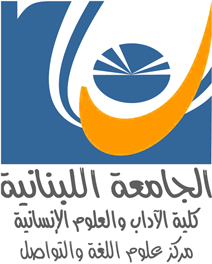 الجامعة اللبنانية
كلية الآداب والعلوم الإنسانية
مركز علوم اللغة والتواصل